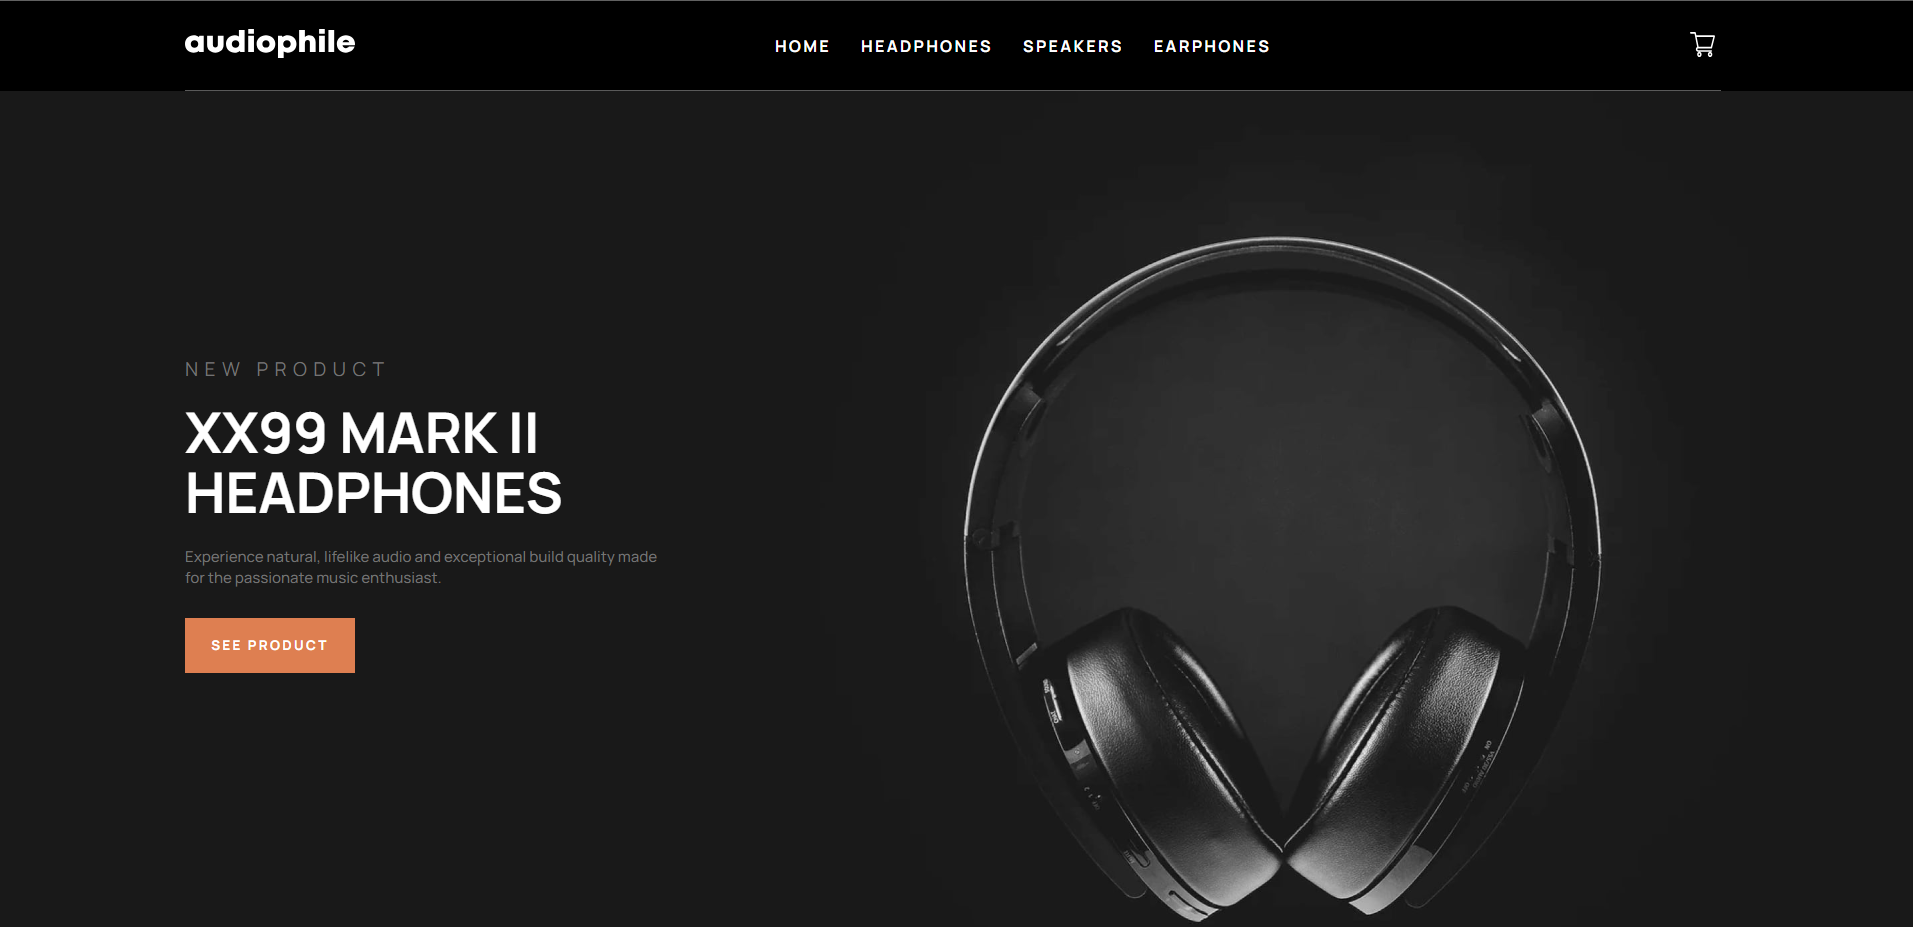 audiophile
HOME HEADPHONES SPEAKERS EARPHONES
NEW PRODUCT
XX99 MARK II
HEADPHONES
Experience natural, lifelike audio and exceptional build quality made
for the passionate music enthusiast.
SEE PRODUCT